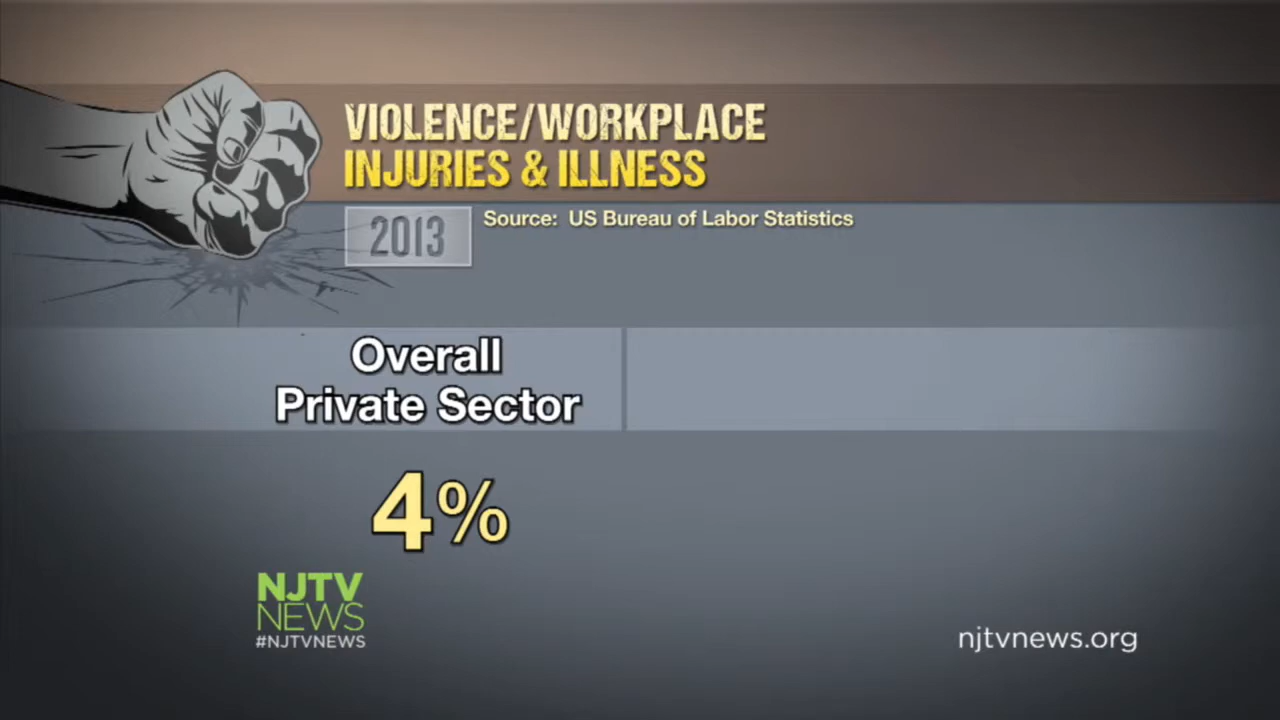 VIOLENCE/WORKPLACE
INJURIES & ILLNESS
2013
Source: US Bureau of Labor Statistics
Overall
Private Sector
4%
NJTV
NEWS
#NJTVNEWS
njtvnews.org